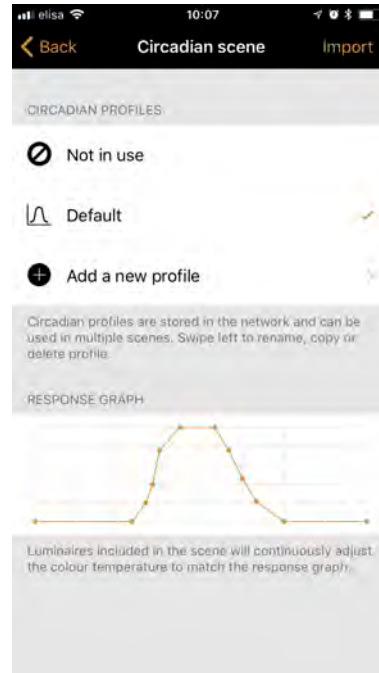 elisa 10:07
Back Circadian scene Import
CIRCADIAN PROFILES
Not in use
Default
Add a new profile
Circadian profiles are stored in the network and can be
used in multiple scenes. Swipe left to rename, copy or
delete profile.
RESPONSE GRAPH
Luminaires included in the scene will continuously adjust
the colour temperature to match the response graph.